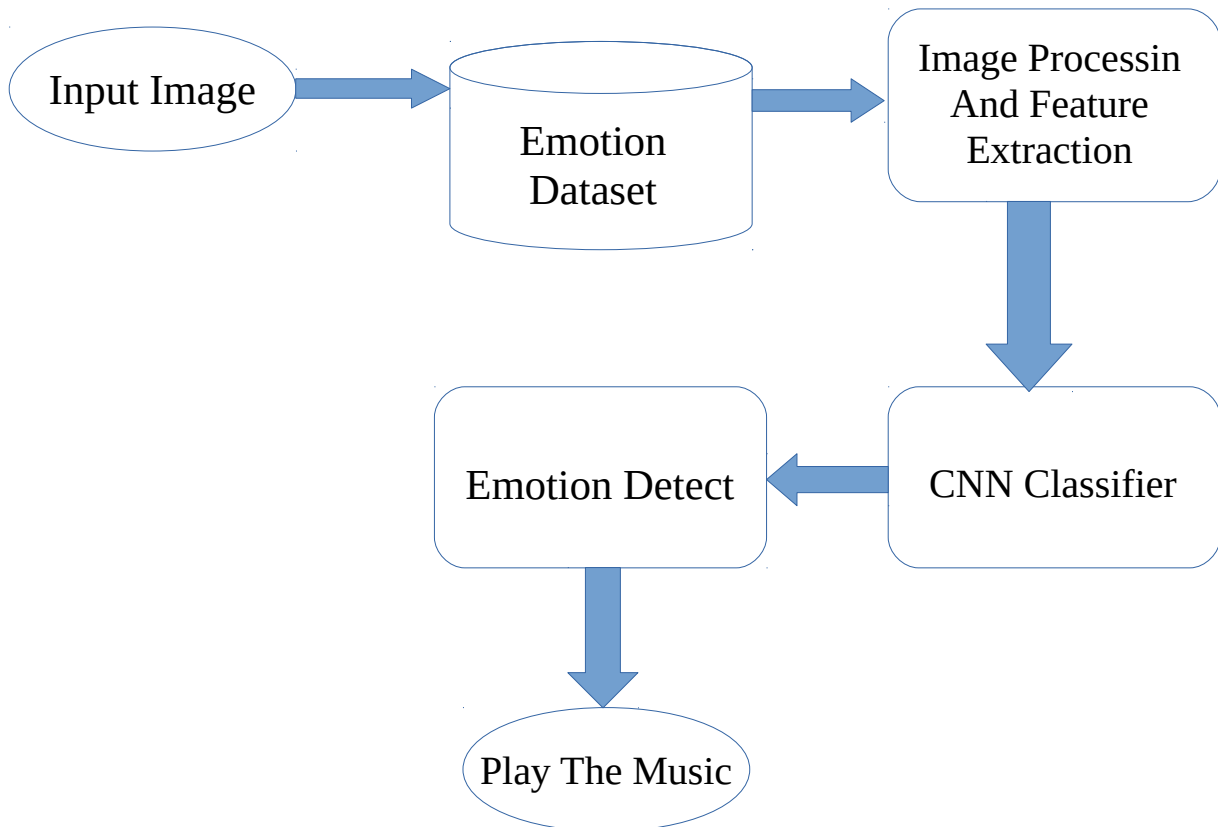 Input Image
Emotion
Dataset
Image Processin
And Feature
Extraction
CNN Classifier
Emotion Detect
Play The Music